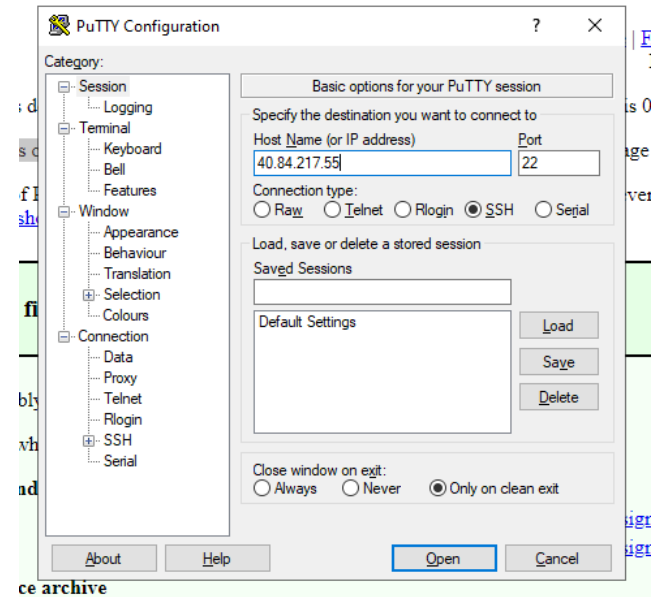 PuTTY Configuration
?
Category:
Session
Logging
Terminal
Keyboard
Bell
Features
Window
Appearance
Behaviour
Translation
Selection
Colours
Connection
Data
Proxy
Telnet
Rlogin
SSH
Serial
Basic options for your PuTTY session
Specify the destination you want to connect to
Host Name (or IP address) Port
40.84.217.55 22
Connection type:
Raw Telnet Rlogin SSH Serial
Load, save or delete a stored session
Saved Sessions
Default Settings
Load
Save
Delete
Close window on exit:
Always Never Only on clean exit
About Help Open Cancel
ce archive